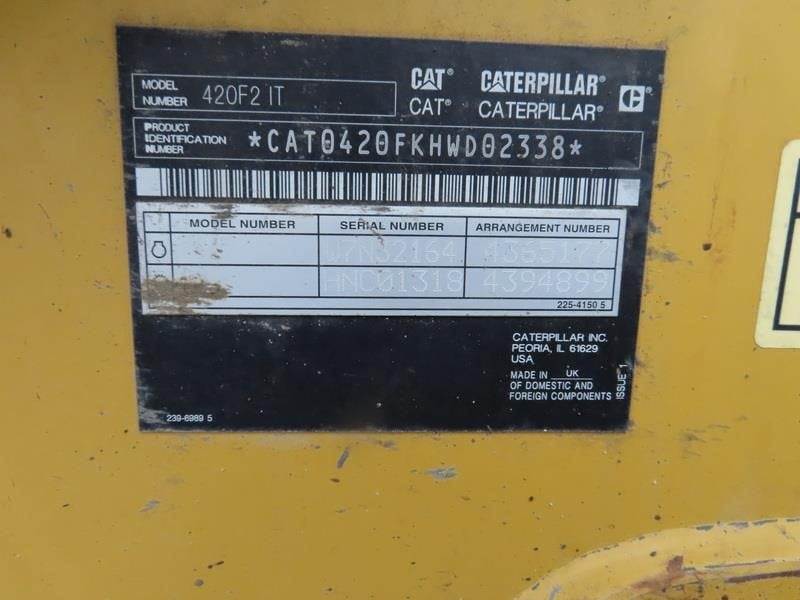 MODEL NUMBER 420F2 IT
CAT® CATERPILLAR®
CAT® CATERPILLAR®
PRODUCT IDENTIFICATION NUMBER *CAT0420FKHWD02338*
MODEL NUMBER SERIAL NUMBER ARRANGEMENT NUMBER
HNC01318 4394899
225-4150 5
CATERPILLAR INC.
PEORIA, IL 61629
USA
MADE IN UK
OF DOMESTIC AND
FOREIGN COMPONENTS
ISSUE 1
239-6989 5